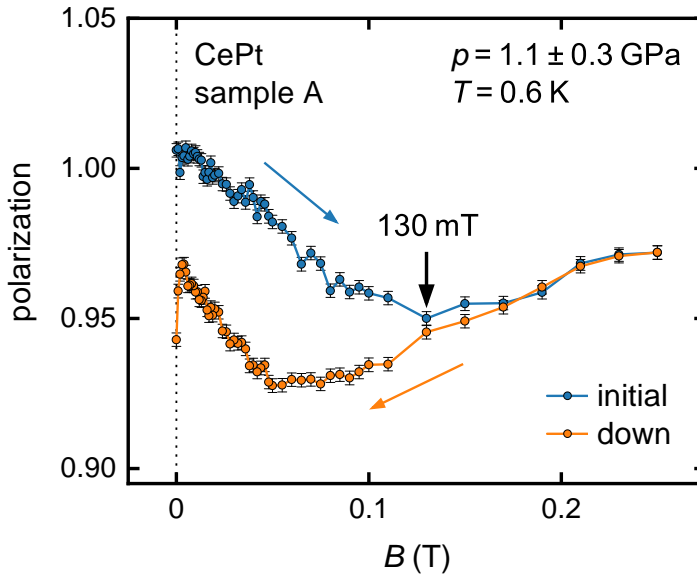 1.05
CePt
sample A
p = 1.1 ± 0.3 GPa
T = 0.6 K
1.00
polarization
130 mT
0.95
initial
down
0.90
0
0.1
0.2
B (T)